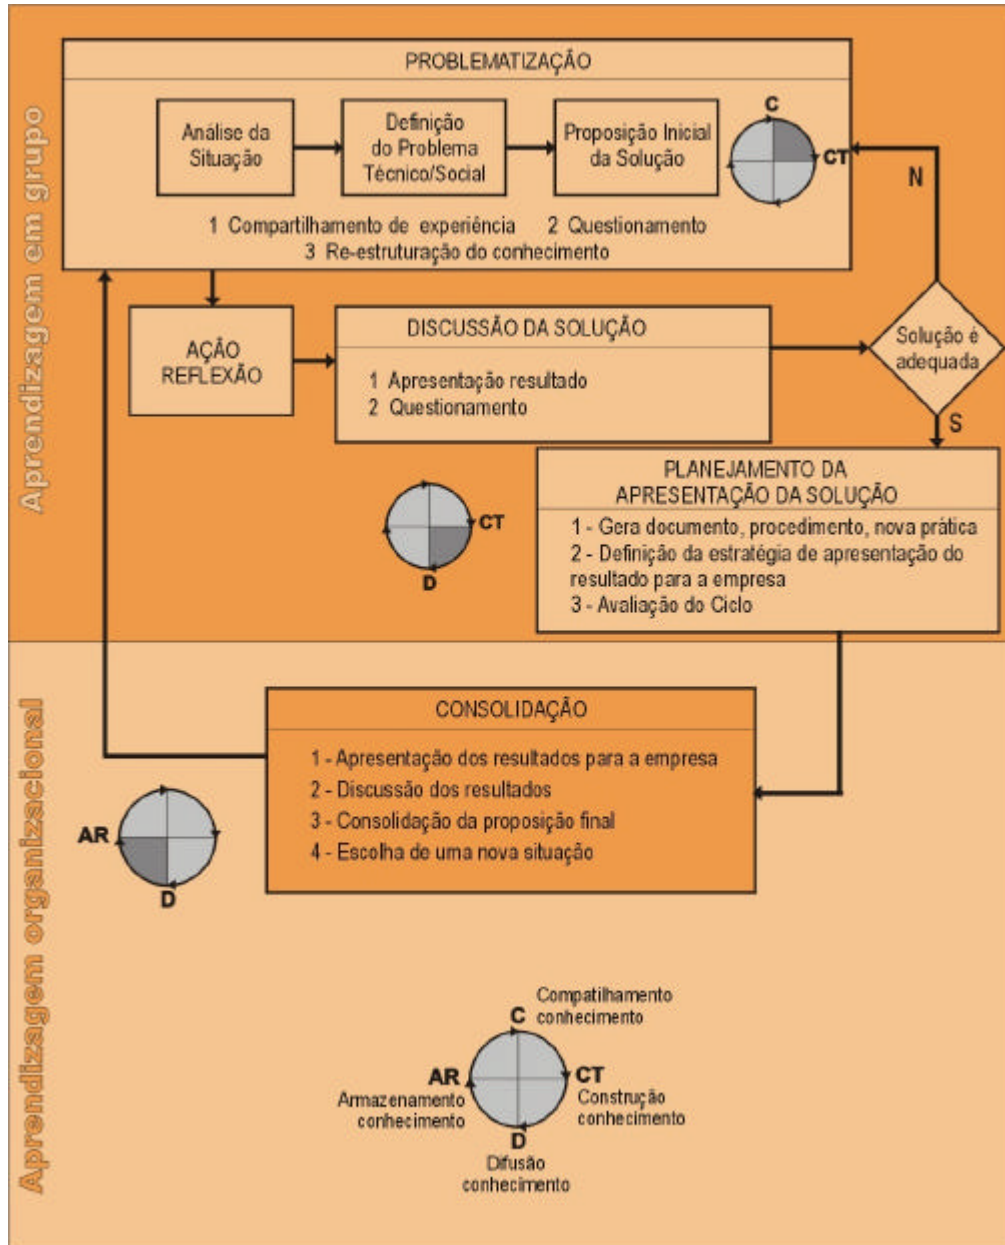 Aprendizagem em grupo
PROBLEMATIZAÇÃO
Análise da
Situação
Definição
do Problema
Técnico/Social
Proposição Inicial
da Solução
C
CT
N
1 Compartilhamento de experiência 2 Questionamento
3 Re-estruturação do conhecimento
AÇÃO
REFLEXÃO
DISCUSSÃO DA SOLUÇÃO
1 Apresentação resultado
2 Questionamento
Solução é
adequada
S
CT
D
PLANEJAMENTO DA
APRESENTAÇÃO DA SOLUÇÃO
1 - Gera documento, procedimento, nova prática
2 - Definição da estratégia de apresentação do
resultado para a empresa
3 - Avaliação do Ciclo
Aprendizagem organizacional
CONSOLIDAÇÃO
1 - Apresentação dos resultados para a empresa
2 - Discussão dos resultados
3 - Consolidação da proposição final
4 - Escolha de uma nova situação
AR
D
C
Compatilhamento
conhecimento
AR
Armazenamento
conhecimento
CT
Construção
conhecimento
D
Difusão
conhecimento